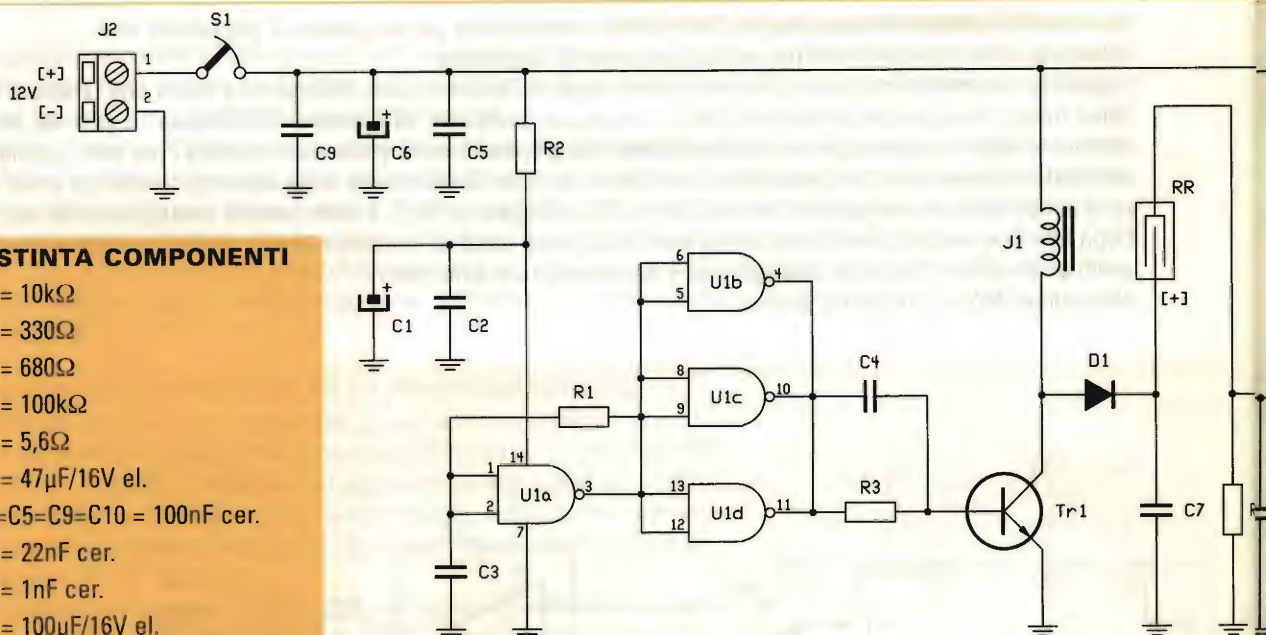 J2
S1
[+]
12V
[-]
1
2
C9
C6
+
C5
R2
STINTA COMPONENTI
= 10kΩ
= 330Ω
= 680Ω
= 100kΩ
= 5,6Ω
= 47µF/16V el.
=C5=C9=C10 = 100nF cer.
= 22nF cer.
= 1nF cer.
= 100µF/16V el.
C1
+
C2
R1
1
2
14
U1a
3
7
C3
6
5
U1b
4
8
9
U1c
10
13
12
U1d
11
C4
R3
Tr1
J1
D1
RR
[+]
C7